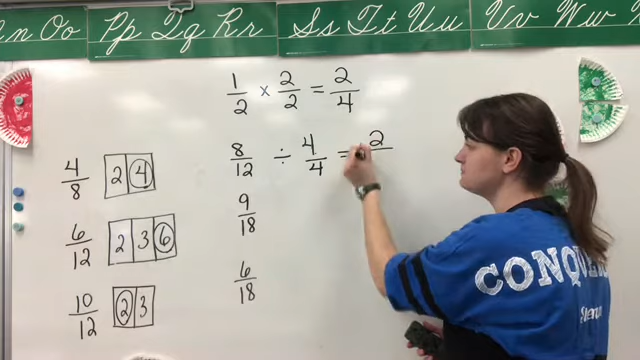 n Oo Pp Qq Rr Ss Tt Uu Vv Ww
1/2 × 2/2 = 2/4
8/12 ÷ 4/4 = 2
9/18
6/18
4/8 2 4
6/12 2 3 6
10/12 2 3
CONQUER